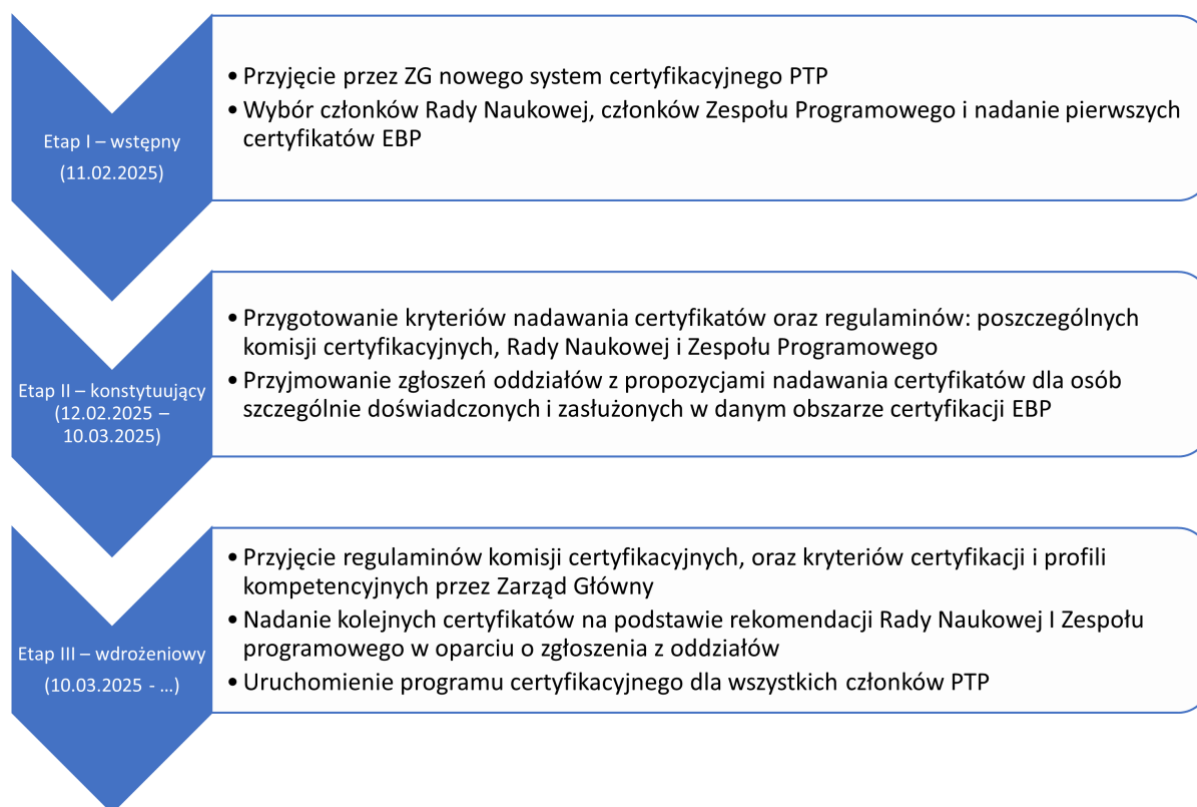 Etap I – wstępny
(11.02.2025)
• Przyjęcie przez ZG nowego system certyfikacyjnego PTP
• Wybór członków Rady Naukowej, członków Zespołu Programowego i nadanie pierwszych
certyfikatów EBP
Etap II – konstytuujący
(12.02.2025 –
10.03.2025)
• Przygotowanie kryteriów nadawania certyfikatów oraz regulaminów: poszczególnych
komisji certyfikacyjnych, Rady Naukowej i Zespołu Programowego
• Przyjmowanie zgłoszeń oddziałów z propozycjami nadawania certyfikatów dla osób
szczególnie doświadczonych i zasłużonych w danym obszarze certyfikacji EBP
Etap III – wdrożeniowy
(10.03.2025 - ...)
• Przyjęcie regulaminów komisji certyfikacyjnych, oraz kryteriów certyfikacji i profili
kompetencyjnych przez Zarząd Główny
• Nadanie kolejnych certyfikatów na podstawie rekomendacji Rady Naukowej I Zespołu
programowego w oparciu o zgłoszenia z oddziałów
• Uruchomienie programu certyfikacyjnego dla wszystkich członków PTP